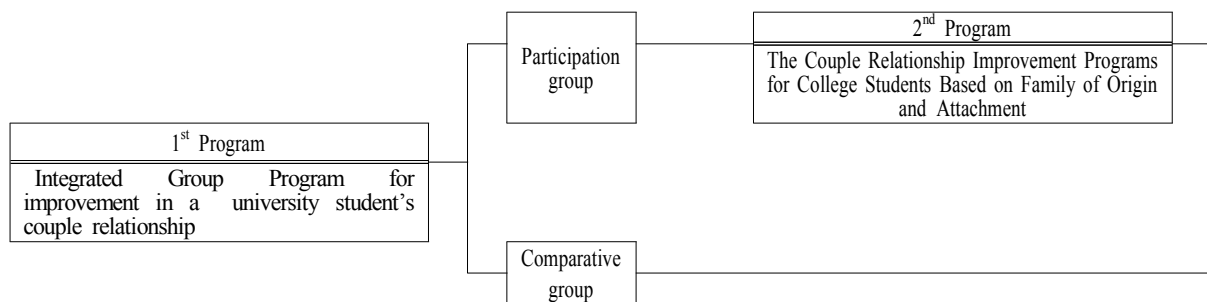 1st Program
Integrated Group Program for
improvement in a university student's
couple relationship
Participation
group
2nd Program
The Couple Relationship Improvement Programs
for College Students Based on Family of Origin
and Attachment
Comparative
group